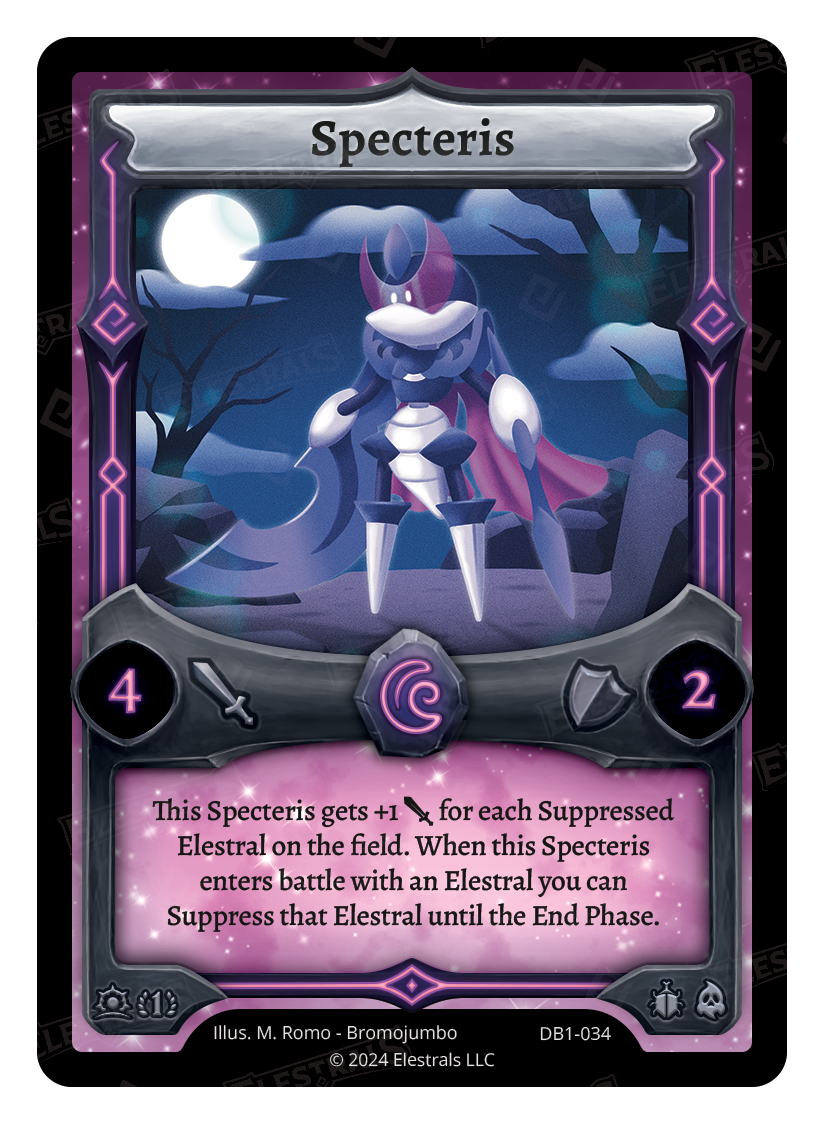 Specteris
4
2
This Specteris gets +1 for each Suppressed
Elestral on the field. When this Specteris
enters battle with an Elestral you can
Suppress that Elestral until the End Phase.
1
Illus. M. Romo - Bromojumbo DB1-034
© 2024 Elestrals LLC